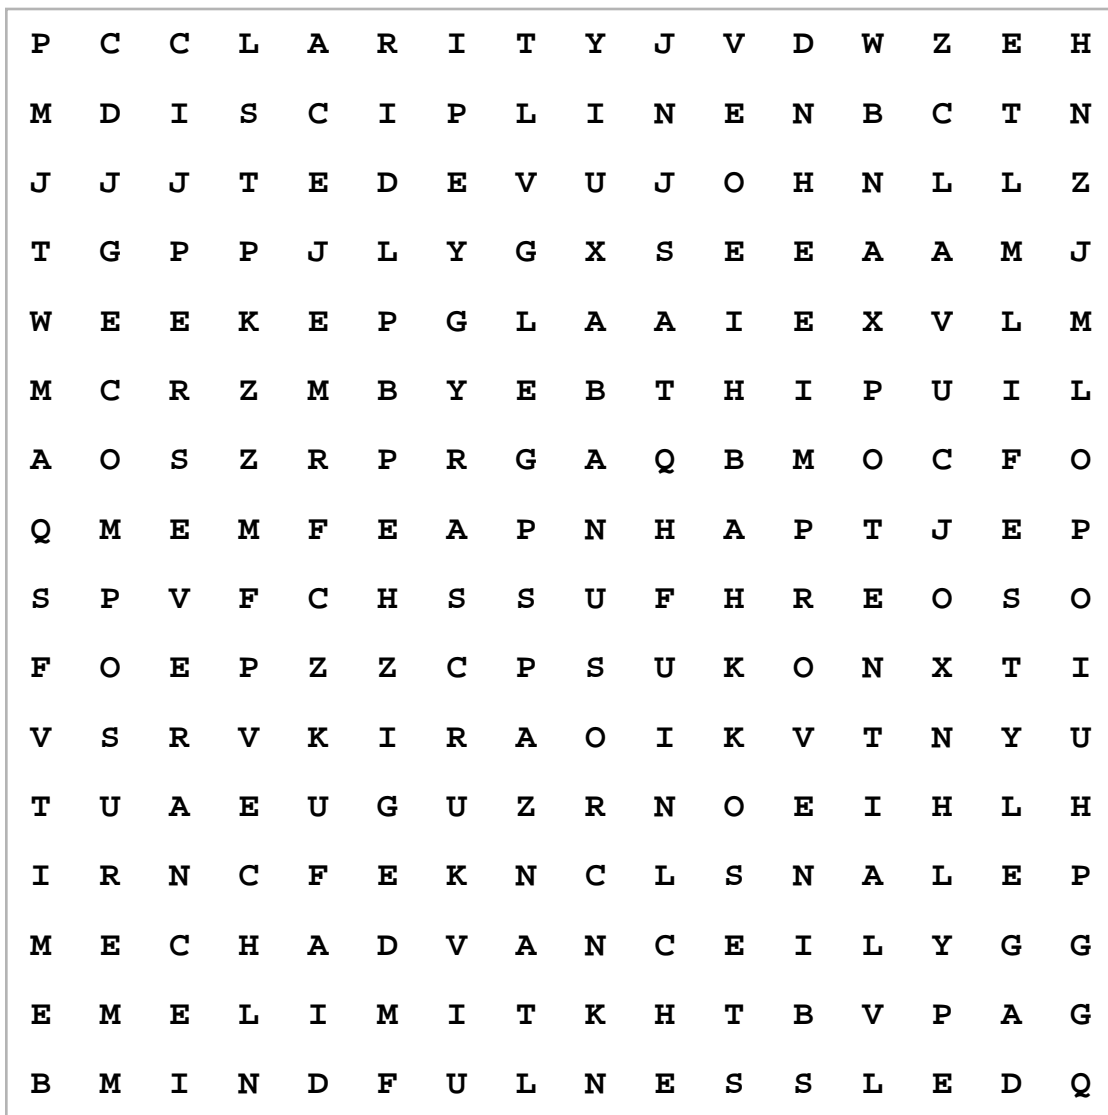 P C C L A R I T Y J V D W Z E H
M D I S C I P L I N E N B C T N
J J J T E D E V U J O H N L L Z
T G P P J L Y G X S E E A A M J
W E E K E P G L A A I E X V L M
M C R Z M B Y E B T H I P U I L
A O S Z R P R G A Q B M O C F O
Q M E M F E A P N H A P T J E P
S P V F C H S S U F H R E O S O
F O E P Z Z C P S U K O N X T I
V S R V K I R A O I K V T N Y U
T U A E U G U Z R N O E I H L H
I R N C F E K N C L S N A L E P
M E C H A D V A N C E I L Y G G
E M E L I M I T K H T B V P A G
B M I N D F U L N E S S L E D Q